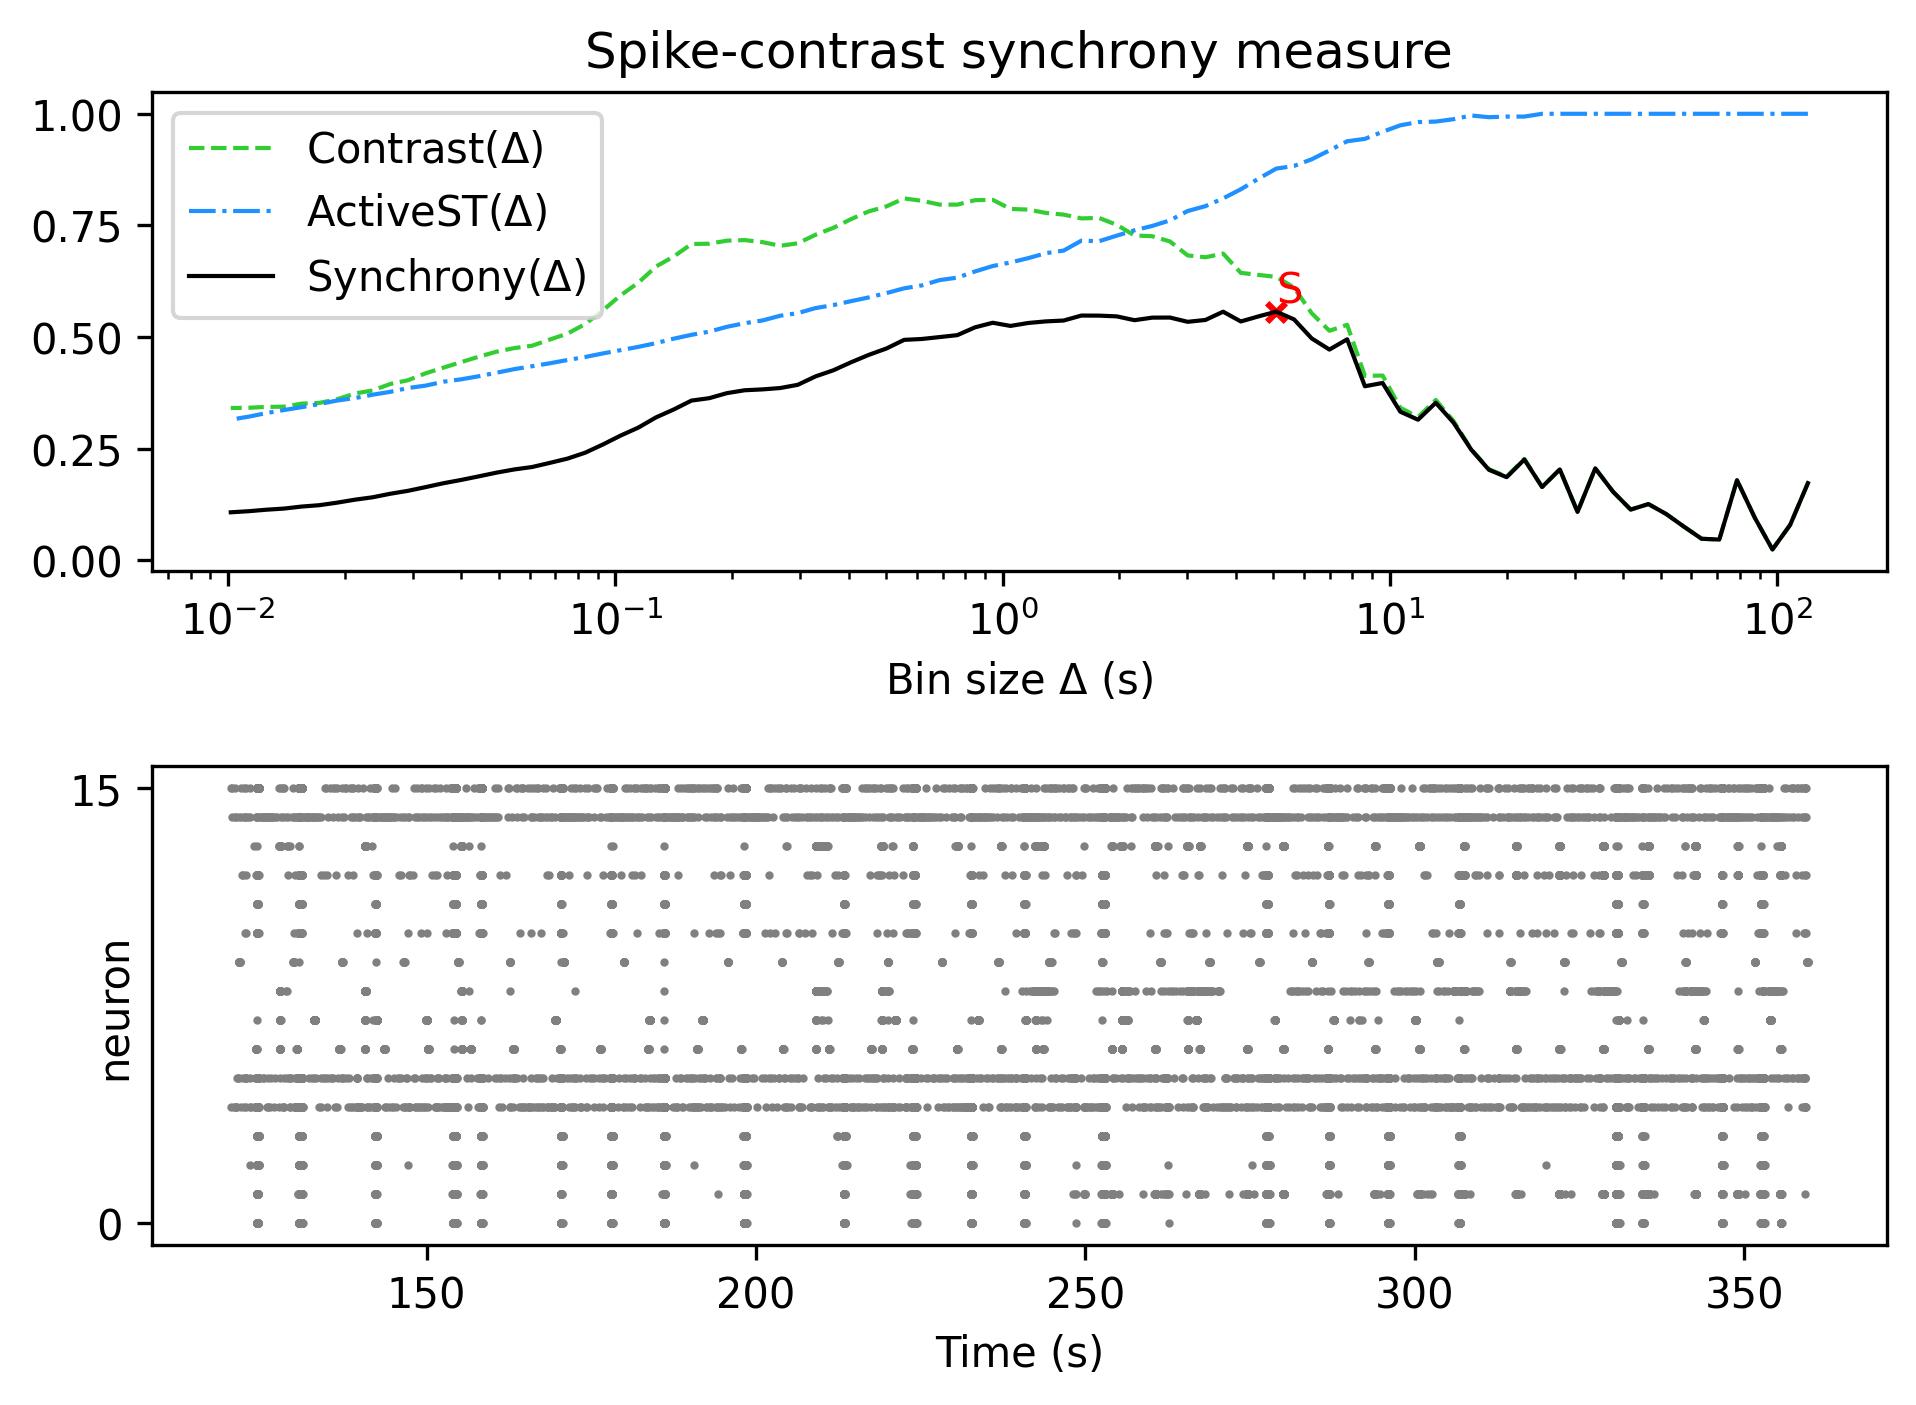 Spike-contrast synchrony measure
1.00
0.75
0.50
0.25
0.00
Contrast(Δ)
ActiveST(Δ)
Synchrony(Δ)
S
10⁻² 10⁻¹ 10⁰ 10¹ 10²
Bin size Δ (s)
15
neuron
0
150 200 250 300 350
Time (s)